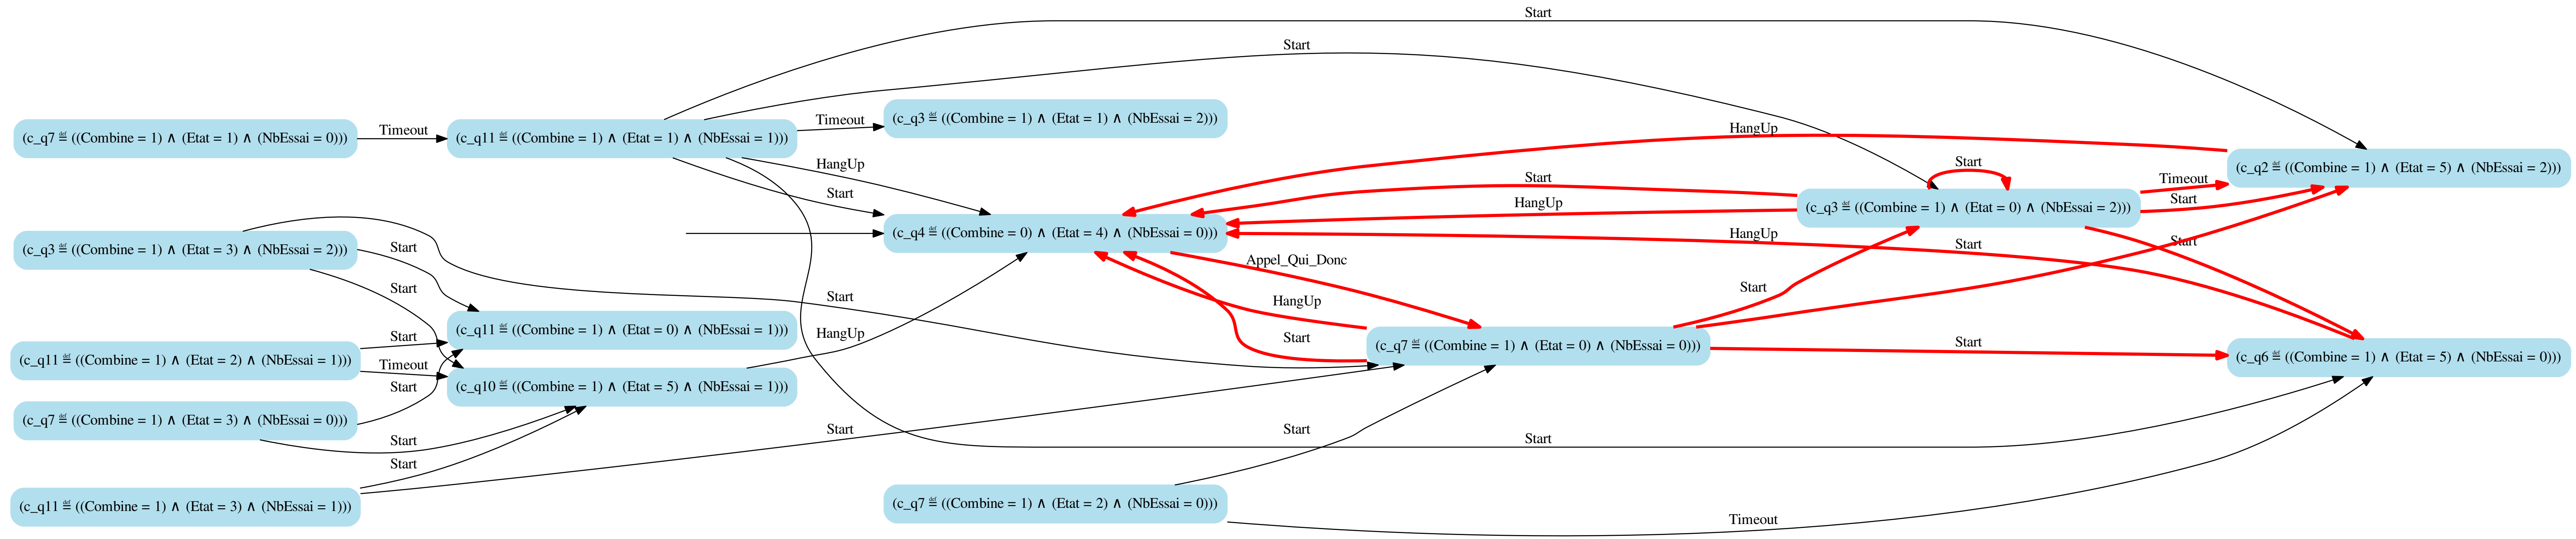 Start
Start
(c_q7 ≝ ((Combine = 1) ∧ (Etat = 1) ∧ (NbEssai = 0)))
Timeout
(c_q11 ≝ ((Combine = 1) ∧ (Etat = 1) ∧ (NbEssai = 1)))
Timeout
(c_q3 ≝ ((Combine = 1) ∧ (Etat = 1) ∧ (NbEssai = 2)))
HangUp
HangUp
Start
Start
Start
Timeout
(c_q2 ≝ ((Combine = 1) ∧ (Etat = 5) ∧ (NbEssai = 2)))
HangUp
Start
(c_q3 ≝ ((Combine = 1) ∧ (Etat = 0) ∧ (NbEssai = 2)))
(c_q4 ≝ ((Combine = 0) ∧ (Etat = 4) ∧ (NbEssai = 0)))
HangUp
Start
Start
(c_q3 ≝ ((Combine = 1) ∧ (Etat = 3) ∧ (NbEssai = 2)))
Start
Appel_Qui_Donc
Start
Start
HangUp
Start
(c_q11 ≝ ((Combine = 1) ∧ (Etat = 0) ∧ (NbEssai = 1)))
Start
HangUp
Start
(c_q7 ≝ ((Combine = 1) ∧ (Etat = 0) ∧ (NbEssai = 0)))
Start
(c_q6 ≝ ((Combine = 1) ∧ (Etat = 5) ∧ (NbEssai = 0)))
(c_q11 ≝ ((Combine = 1) ∧ (Etat = 2) ∧ (NbEssai = 1)))
Timeout
(c_q10 ≝ ((Combine = 1) ∧ (Etat = 5) ∧ (NbEssai = 1)))
Start
(c_q7 ≝ ((Combine = 1) ∧ (Etat = 3) ∧ (NbEssai = 0)))
Start
Start
Start
Start
Start
(c_q11 ≝ ((Combine = 1) ∧ (Etat = 3) ∧ (NbEssai = 1)))
(c_q7 ≝ ((Combine = 1) ∧ (Etat = 2) ∧ (NbEssai = 0)))
Timeout